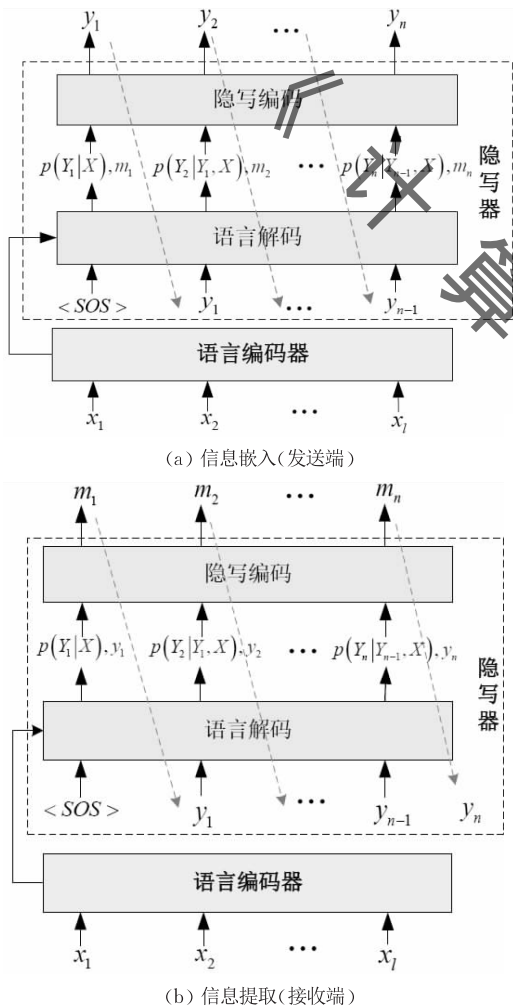 y₁ y₂ … yₙ
隐写编码
p(Y₁|X), m₁ p(Y₂|Y₁, X), m₂ … p(Yₙ|Yₙ₋₁, X), mₙ
隐写器
语言解码
<SOS> y₁ … yₙ₋₁
语言编码器
x₁ x₂ … xₗ
(a) 信息嵌入(发送端)
《计算
m₁ m₂ … mₙ
隐写编码
p(Y₁|X), y₁ p(Y₂|Y₁, X), y₂ … p(Yₙ|Yₙ₋₁, X), yₙ
隐写器
语言解码
<SOS> y₁ … yₙ₋₁ yₙ
语言编码器
x₁ x₂ … xₗ
(b) 信息提取(接收端)